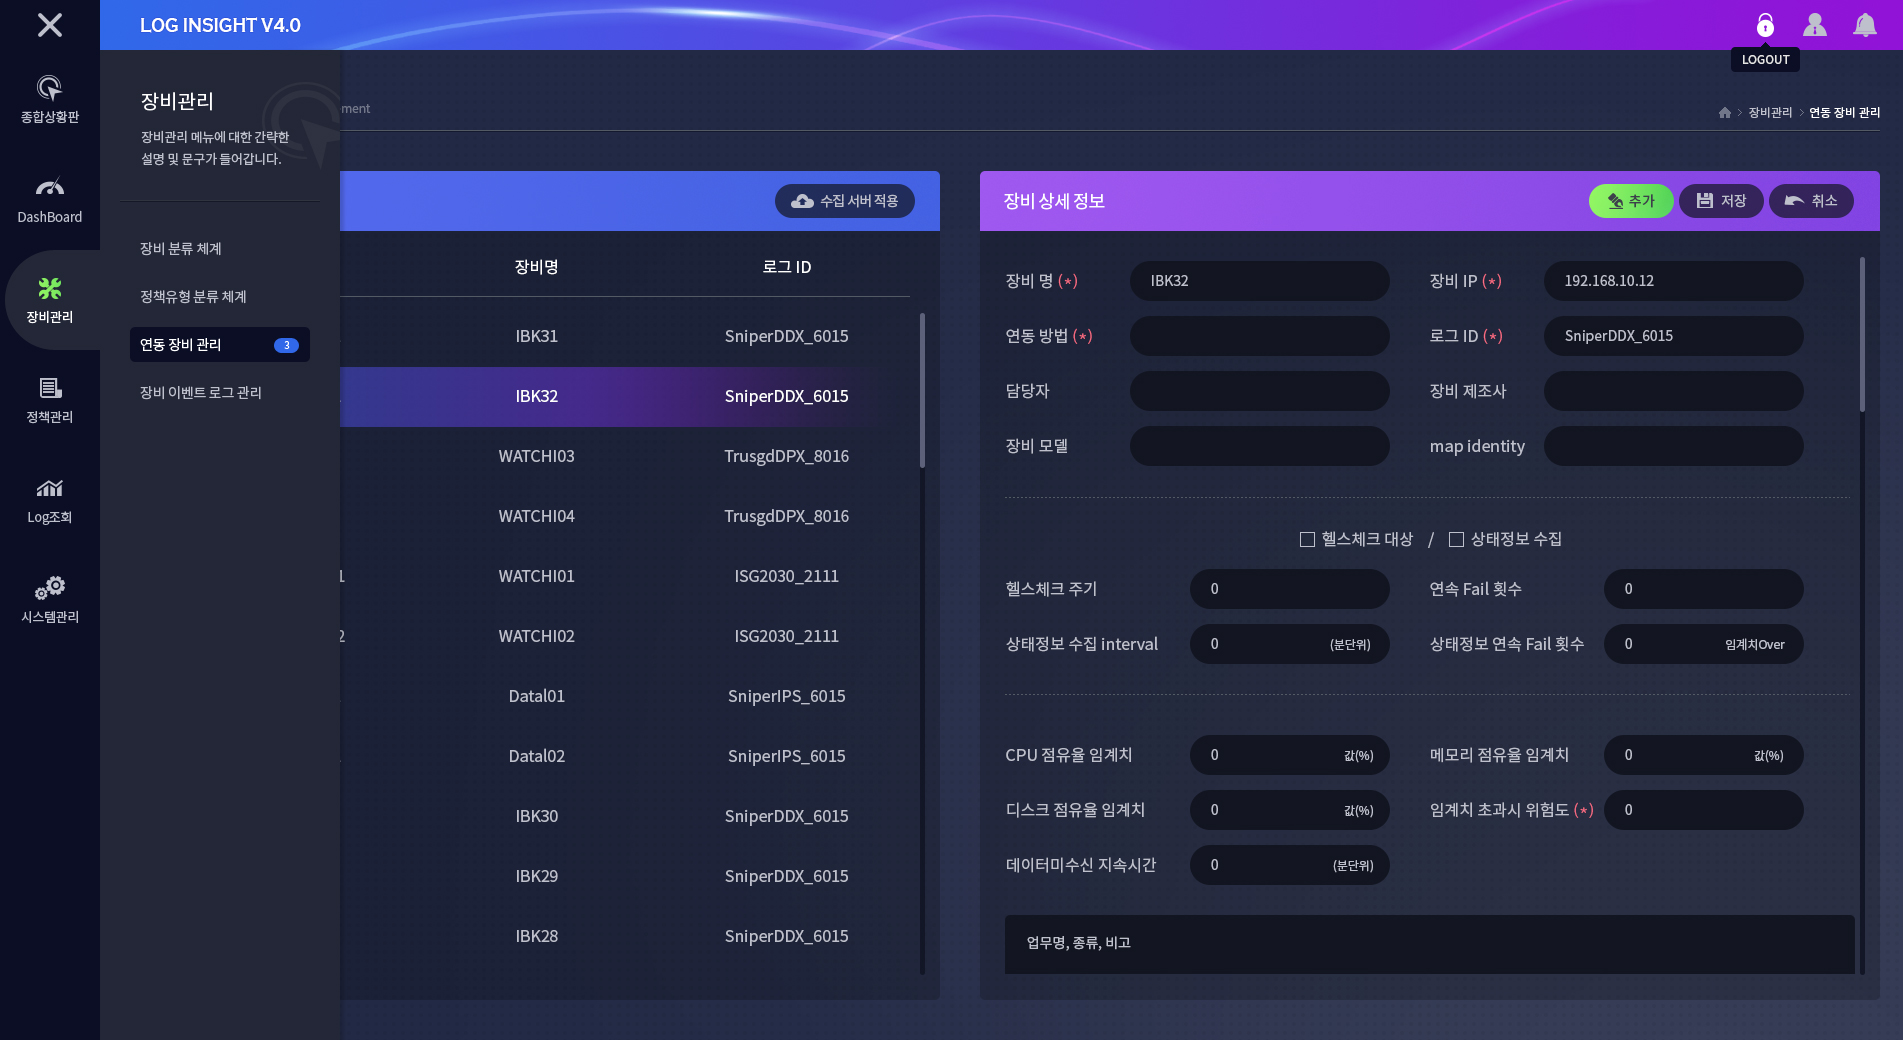 LOG INSIGHT V4.0
LOGOUT
종합상황판
DashBoard
장비관리
정책관리
Log조회
시스템관리
장비관리
장비관리 메뉴에 대한 간략한
설명 및 문구가 들어갑니다.
장비 분류 체계
정책유형 분류 체계
연동 장비 관리 3
장비 이벤트 로그 관리
장비관리 연동 장비 관리
수집 서버 적용
장비명 로그 ID
IBK31 SniperDDX_6015
IBK32 SniperDDX_6015
WATCHI03 TrusgdDPX_8016
WATCHI04 TrusgdDPX_8016
1 WATCHI01 ISG2030_2111
2 WATCHI02 ISG2030_2111
Datal01 SniperIPS_6015
Datal02 SniperIPS_6015
IBK30 SniperDDX_6015
IBK29 SniperDDX_6015
IBK28 SniperDDX_6015
장비 상세 정보 추가 저장 취소
장비 명 (*) IBK32 장비 IP (*) 192.168.10.12
연동 방법 (*) 로그 ID (*) SniperDDX_6015
담당자 장비 제조사
장비 모델 map identity
헬스체크 대상 / 상태정보 수집
헬스체크 주기 0 연속 Fail 횟수 0
상태정보 수집 interval 0 (분단위) 상태정보 연속 Fail 횟수 0 임계치Over
CPU 점유율 임계치 0 값(%) 메모리 점유율 임계치 0 값(%)
디스크 점유율 임계치 0 값(%) 임계치 초과시 위험도 (*) 0
데이터미수신 지속시간 0 (분단위)
업무명, 종류, 비고